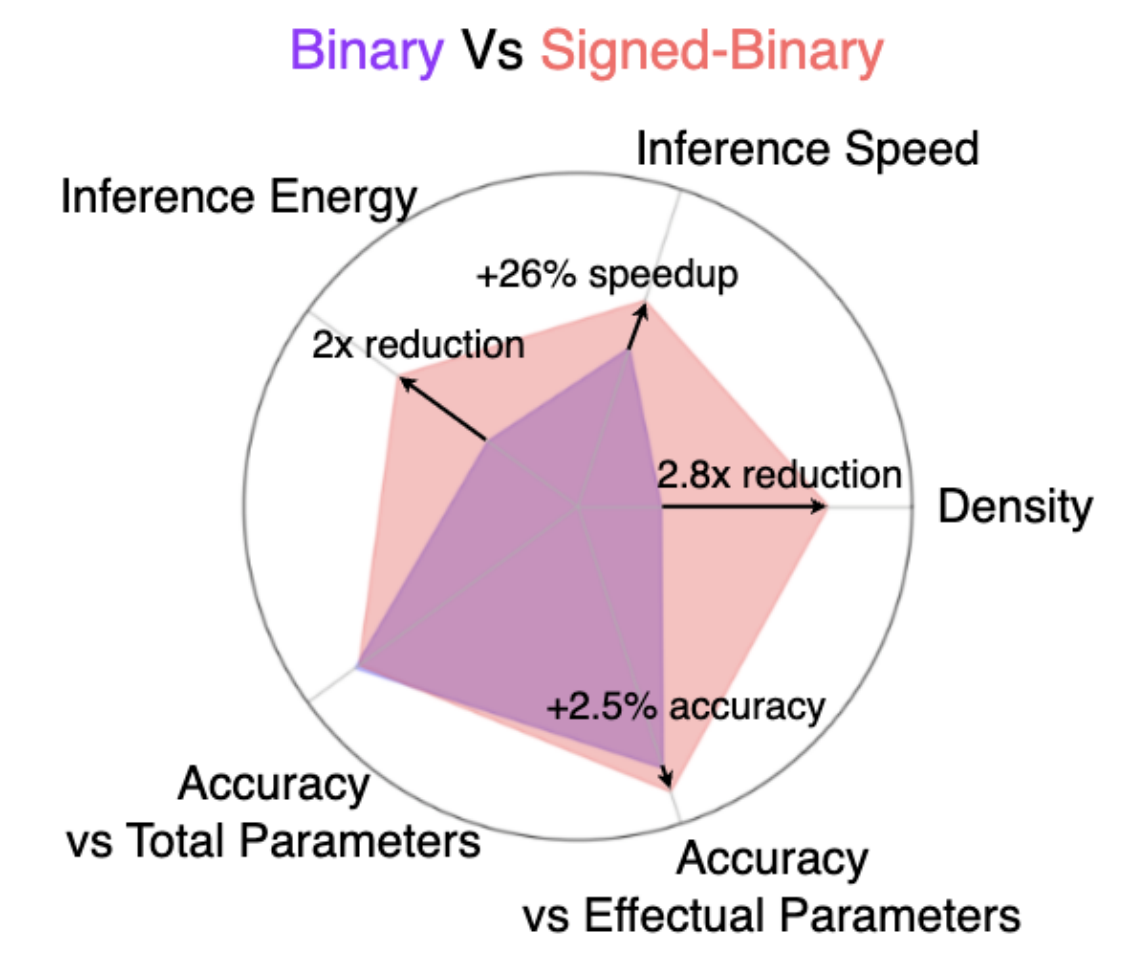 Binary Vs Signed-Binary
Inference Speed
Inference Energy
+26% speedup
2x reduction
2.8x reduction
Density
+2.5% accuracy
Accuracy
vs Total Parameters
Accuracy
vs Effectual Parameters